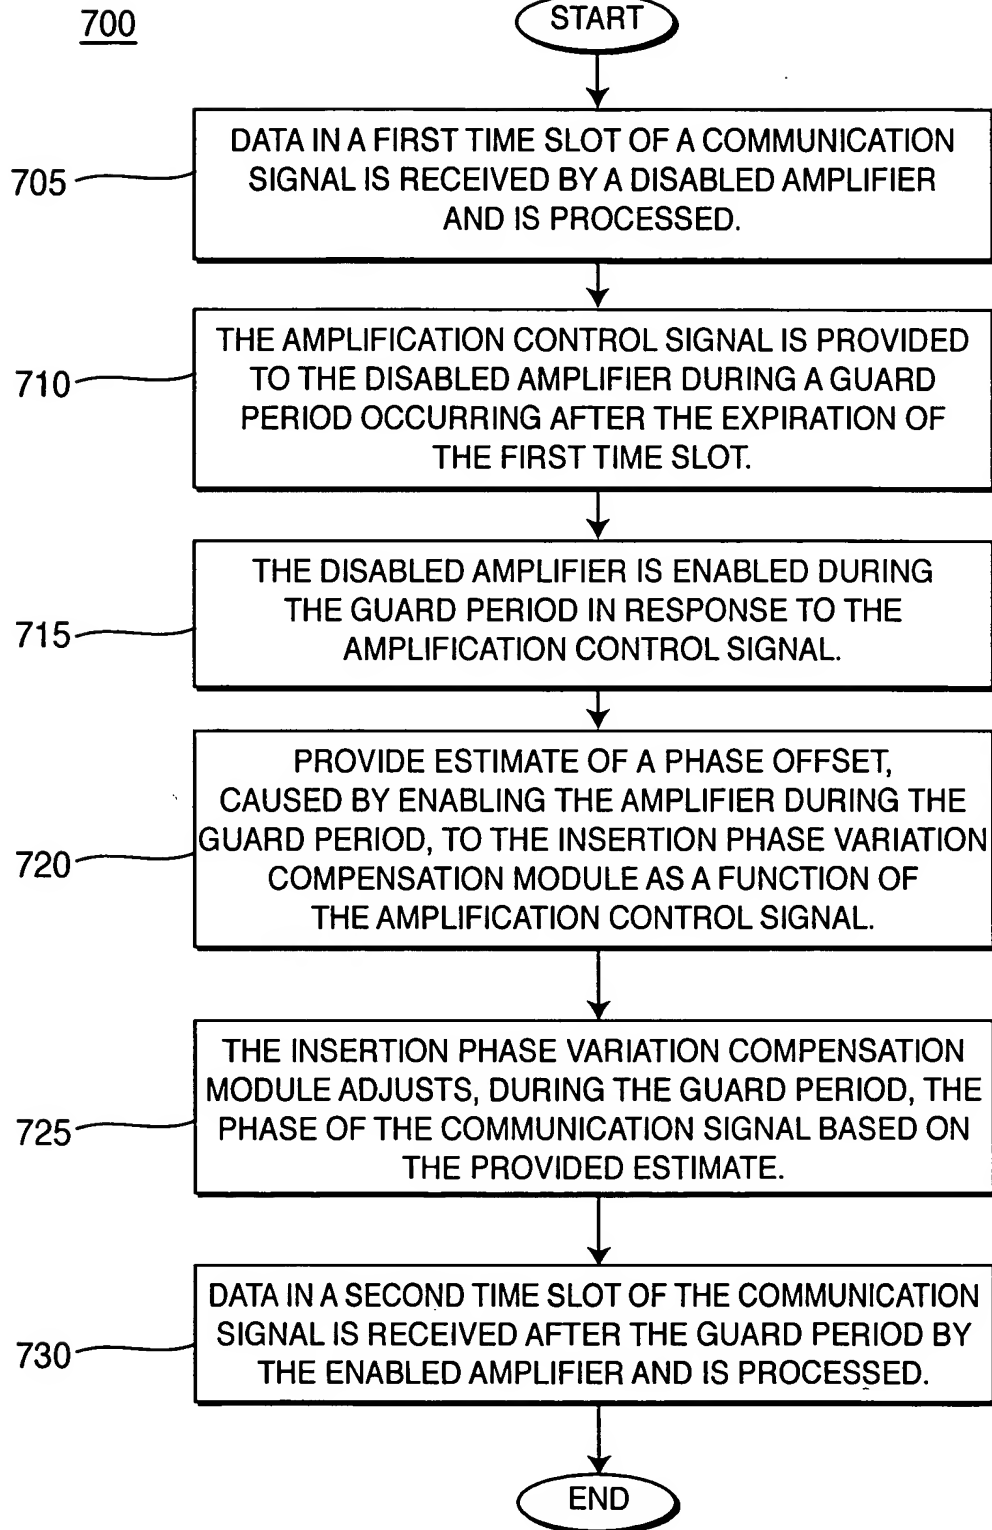 700
START
705
DATA IN A FIRST TIME SLOT OF A COMMUNICATION
SIGNAL IS RECEIVED BY A DISABLED AMPLIFIER
AND IS PROCESSED.
710
THE AMPLIFICATION CONTROL SIGNAL IS PROVIDED
TO THE DISABLED AMPLIFIER DURING A GUARD
PERIOD OCCURRING AFTER THE EXPIRATION OF
THE FIRST TIME SLOT.
715
THE DISABLED AMPLIFIER IS ENABLED DURING
THE GUARD PERIOD IN RESPONSE TO THE
AMPLIFICATION CONTROL SIGNAL.
720
PROVIDE ESTIMATE OF A PHASE OFFSET,
CAUSED BY ENABLING THE AMPLIFIER DURING THE
GUARD PERIOD, TO THE INSERTION PHASE VARIATION
COMPENSATION MODULE AS A FUNCTION OF
THE AMPLIFICATION CONTROL SIGNAL.
725
THE INSERTION PHASE VARIATION COMPENSATION
MODULE ADJUSTS, DURING THE GUARD PERIOD, THE
PHASE OF THE COMMUNICATION SIGNAL BASED ON
THE PROVIDED ESTIMATE.
730
DATA IN A SECOND TIME SLOT OF THE COMMUNICATION
SIGNAL IS RECEIVED AFTER THE GUARD PERIOD BY
THE ENABLED AMPLIFIER AND IS PROCESSED.
END